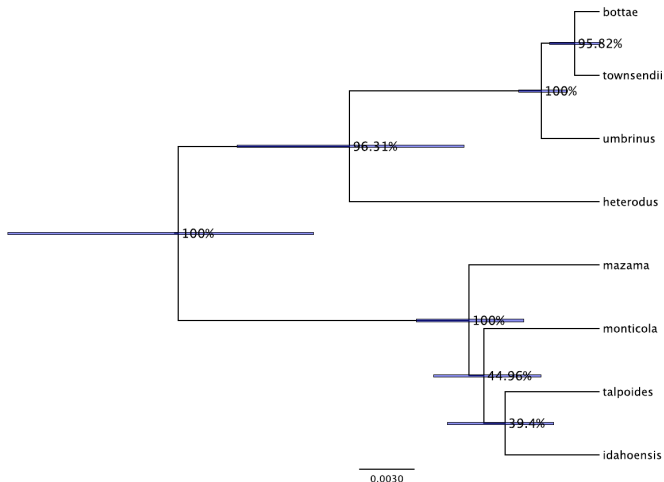 bottae
95.82%
townsendii
100%
umbrinus
96.31%
heterodus
100%
mazama
100%
monticola
44.96%
talpoides
39.4%
idahoensis
0.0030